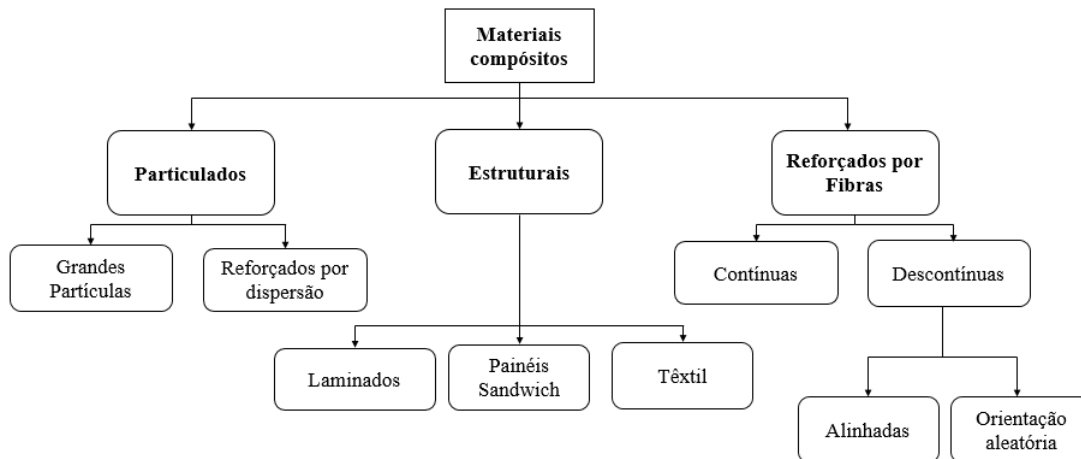 Materiais
compósitos
Particulados
Estruturais
Reforçados por
Fibras
Grandes
Partículas
Reforçados por
dispersão
Contínuas
Descontínuas
Laminados
Painéis
Sandwich
Têxtil
Alinhadas
Orientação
aleatória